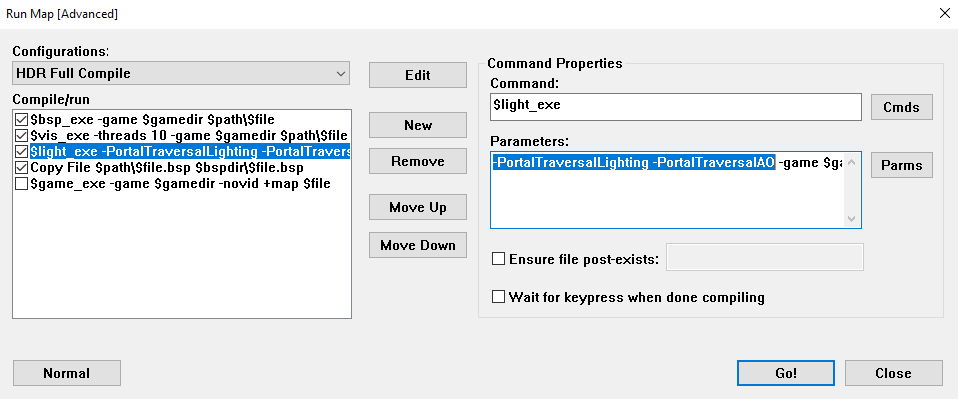 Run Map [Advanced]
Configurations:
HDR Full Compile
Compile/run
$bsp_exe -game $gamedir $path\$file
$vis_exe -threads 10 -game $gamedir $path\$file
$light_exe -PortalTraversalLighting -PortalTravers
Copy File $path\$file.bsp $bspdir\$file.bsp
$game_exe -game $gamedir -novid +map $file
Edit
New
Remove
Move Up
Move Down
Command Properties
Command:
$light_exe
Cmds
Parameters:
-PortalTraversalLighting -PortalTraversalAO -game $ga
Parms
Ensure file post-exists:
Wait for keypress when done compiling
Normal
Go!
Close